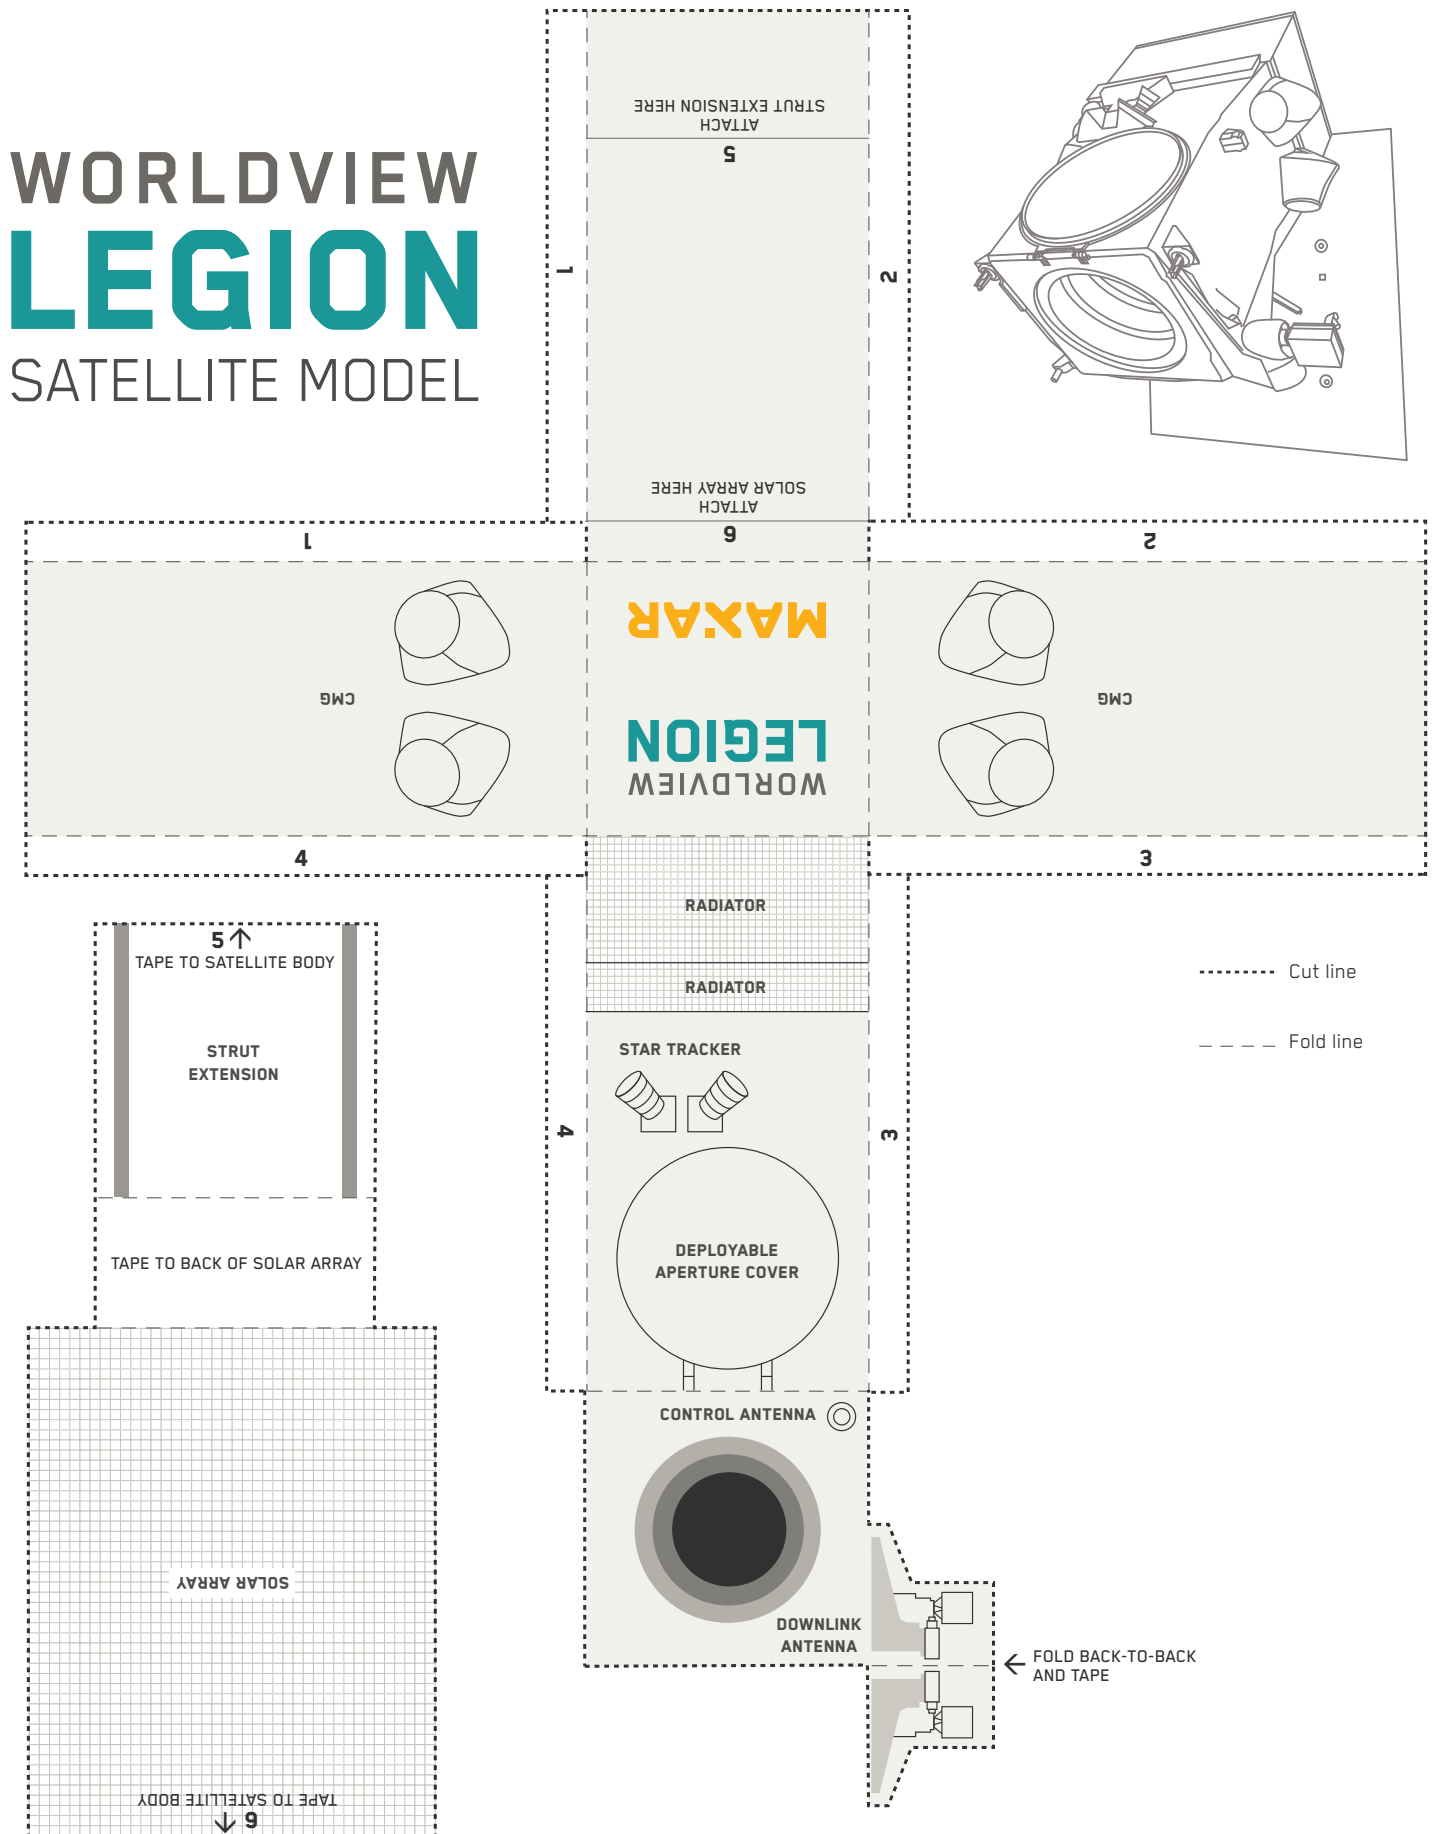 WORLDVIEW
LEGION
SATELLITE MODEL
STRUT EXTENSION HERE
ATTACH
5
1
2
SOLAR ARRAY HERE
ATTACH
6
1
2
MAXAR
CMG
CMG
LEGION
WORLDVIEW
4
3
RADIATOR
RADIATOR
5
TAPE TO SATELLITE BODY
STRUT
EXTENSION
TAPE TO BACK OF SOLAR ARRAY
STAR TRACKER
4
3
DEPLOYABLE
APERTURE COVER
Cut line
Fold line
CONTROL ANTENNA
DOWNLINK
ANTENNA
FOLD BACK-TO-BACK
AND TAPE
SOLAR ARRAY
TAPE TO SATELLITE BODY
6